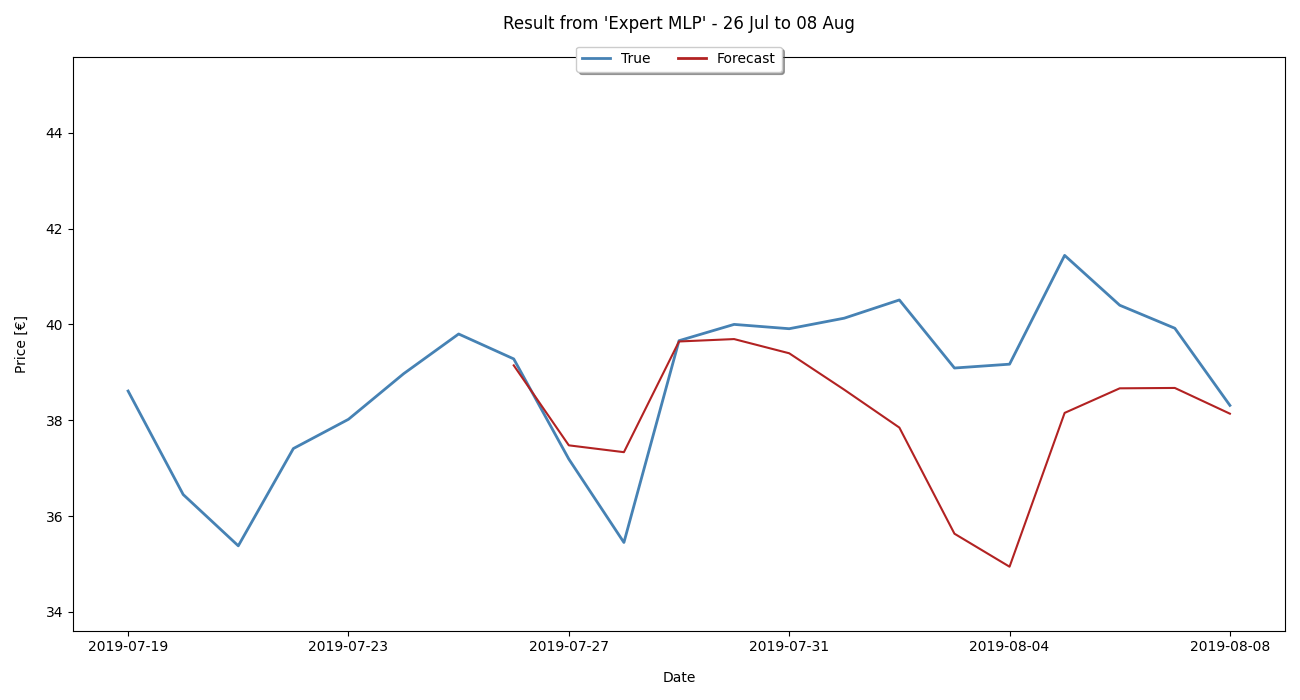 Result from 'Expert MLP' - 26 Jul to 08 Aug
True
Forecast
44
42
40
38
36
34
Price [€]
2019-07-19
2019-07-23
2019-07-27
2019-07-31
2019-08-04
2019-08-08
Date